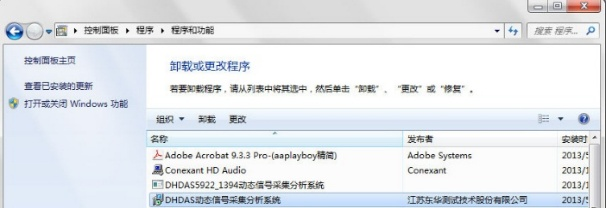 控制面板 ▸ 程序 ▸ 程序和功能
搜索 程序...
控制面板主页
查看已安装的更新
打开或关闭 Windows 功能
卸载或更改程序
若要卸载程序，请从列表中将其选中，然后单击“卸载”、“更改”或“修复”。
组织 卸载 更改
名称 发布者 安装时
Adobe Acrobat 9.3.3 Pro-(aaplayboy精简) Adobe Systems 2013/5
Conexant HD Audio Conexant 2013/
DHDAS5922_1394动态信号采集分析系统 2013/
DHDAS动态信号采集分析系统 江苏东华测试技术股份有限公司 2013/5